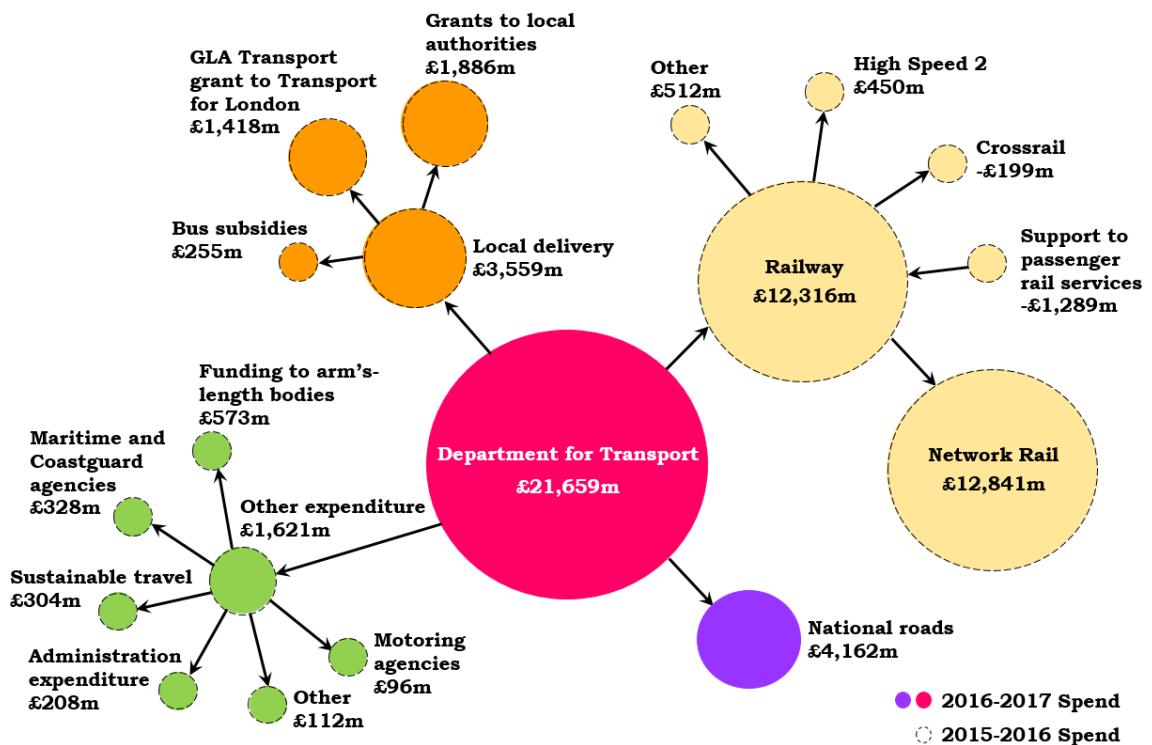 Grants to local
authorities
£1,886m
GLA Transport
grant to Transport
for London
£1,418m
Bus subsidies
£255m
Local delivery
£3,559m
Other
£512m
High Speed 2
£450m
Crossrail
-£199m
Support to
passenger
rail services
-£1,289m
Railway
£12,316m
Network Rail
£12,841m
Department for Transport
£21,659m
Funding to arm's-
length bodies
£573m
Maritime and
Coastguard
agencies
£328m
Other expenditure
£1,621m
Sustainable travel
£304m
Administration
expenditure
£208m
Other
£112m
Motoring
agencies
£96m
National roads
£4,162m
2016-2017 Spend
2015-2016 Spend